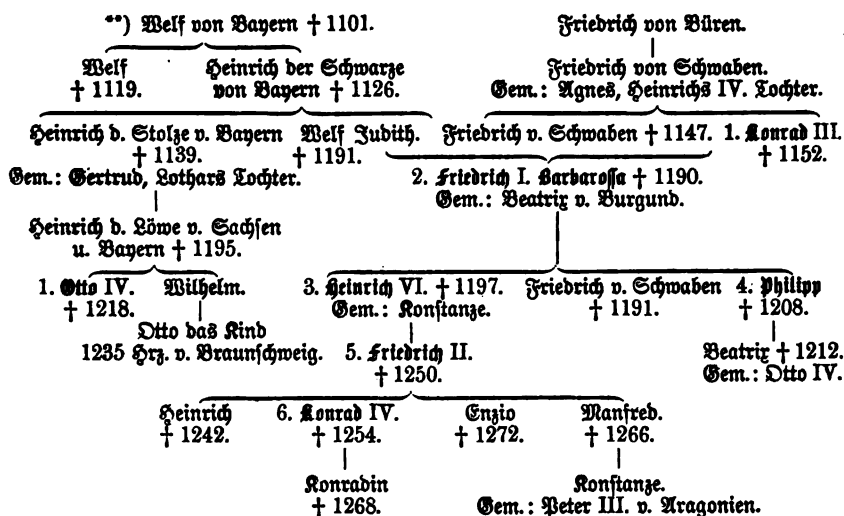 **) Welf von Bayern † 1101. Friedrich von Büren.
Welf Heinrich der Schwarze Friedrich von Schwaben.
† 1119. von Bayern † 1126. Gem.: Agnes, Heinrichs IV. Tochter.
Heinrich d. Stolze v. Bayern Welf Judith. Friedrich v. Schwaben † 1147. 1. Konrad III.
† 1139. † 1191. † 1152.
Gem.: Gertrud, Lothars Tochter. 2. Friedrich I. Barbarossa † 1190.
Gem.: Beatrix v. Burgund.
Heinrich d. Löwe v. Sachsen
u. Bayern † 1195.
1. Otto IV. Wilhelm. 3. Heinrich VI. † 1197. Friedrich v. Schwaben 4. Philipp
† 1218. Gem.: Konstanze. † 1191. † 1208.
Otto das Kind
1235 Hrz. v. Braunschweig. 5. Friedrich II. Beatrix † 1212.
† 1250. Gem.: Otto IV.
Heinrich 6. Konrad IV. Enzio Manfred.
† 1242. † 1254. † 1272. † 1266.
Konradin Konstanze.
† 1268. Gem.: Peter III. v. Aragonien.